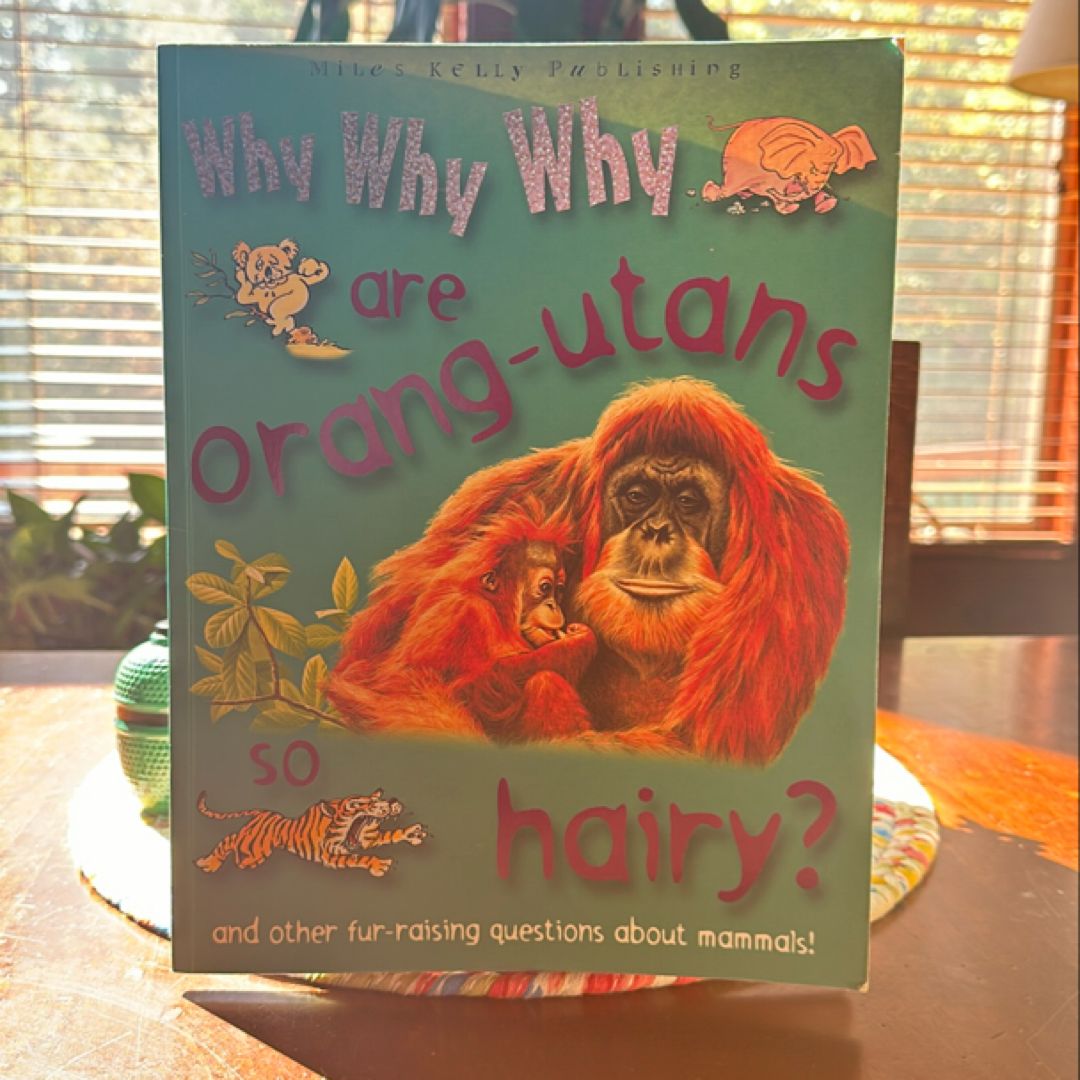 Miles Kelly Publishing
Why Why Why
are
orang-utans
so
hairy?
and other fur-raising questions about mammals!